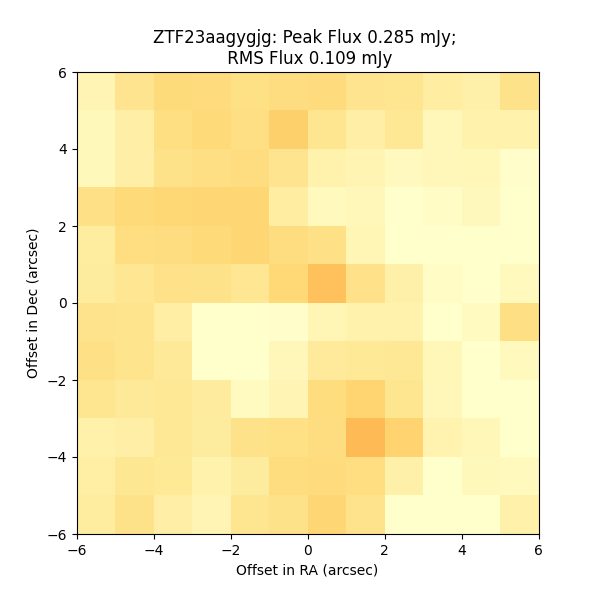 ZTF23aagygjg: Peak Flux 0.285 mJy;
RMS Flux 0.109 mJy
6
4
2
0
−2
−4
−6
Offset in Dec (arcsec)
−6 −4 −2 0 2 4 6
Offset in RA (arcsec)